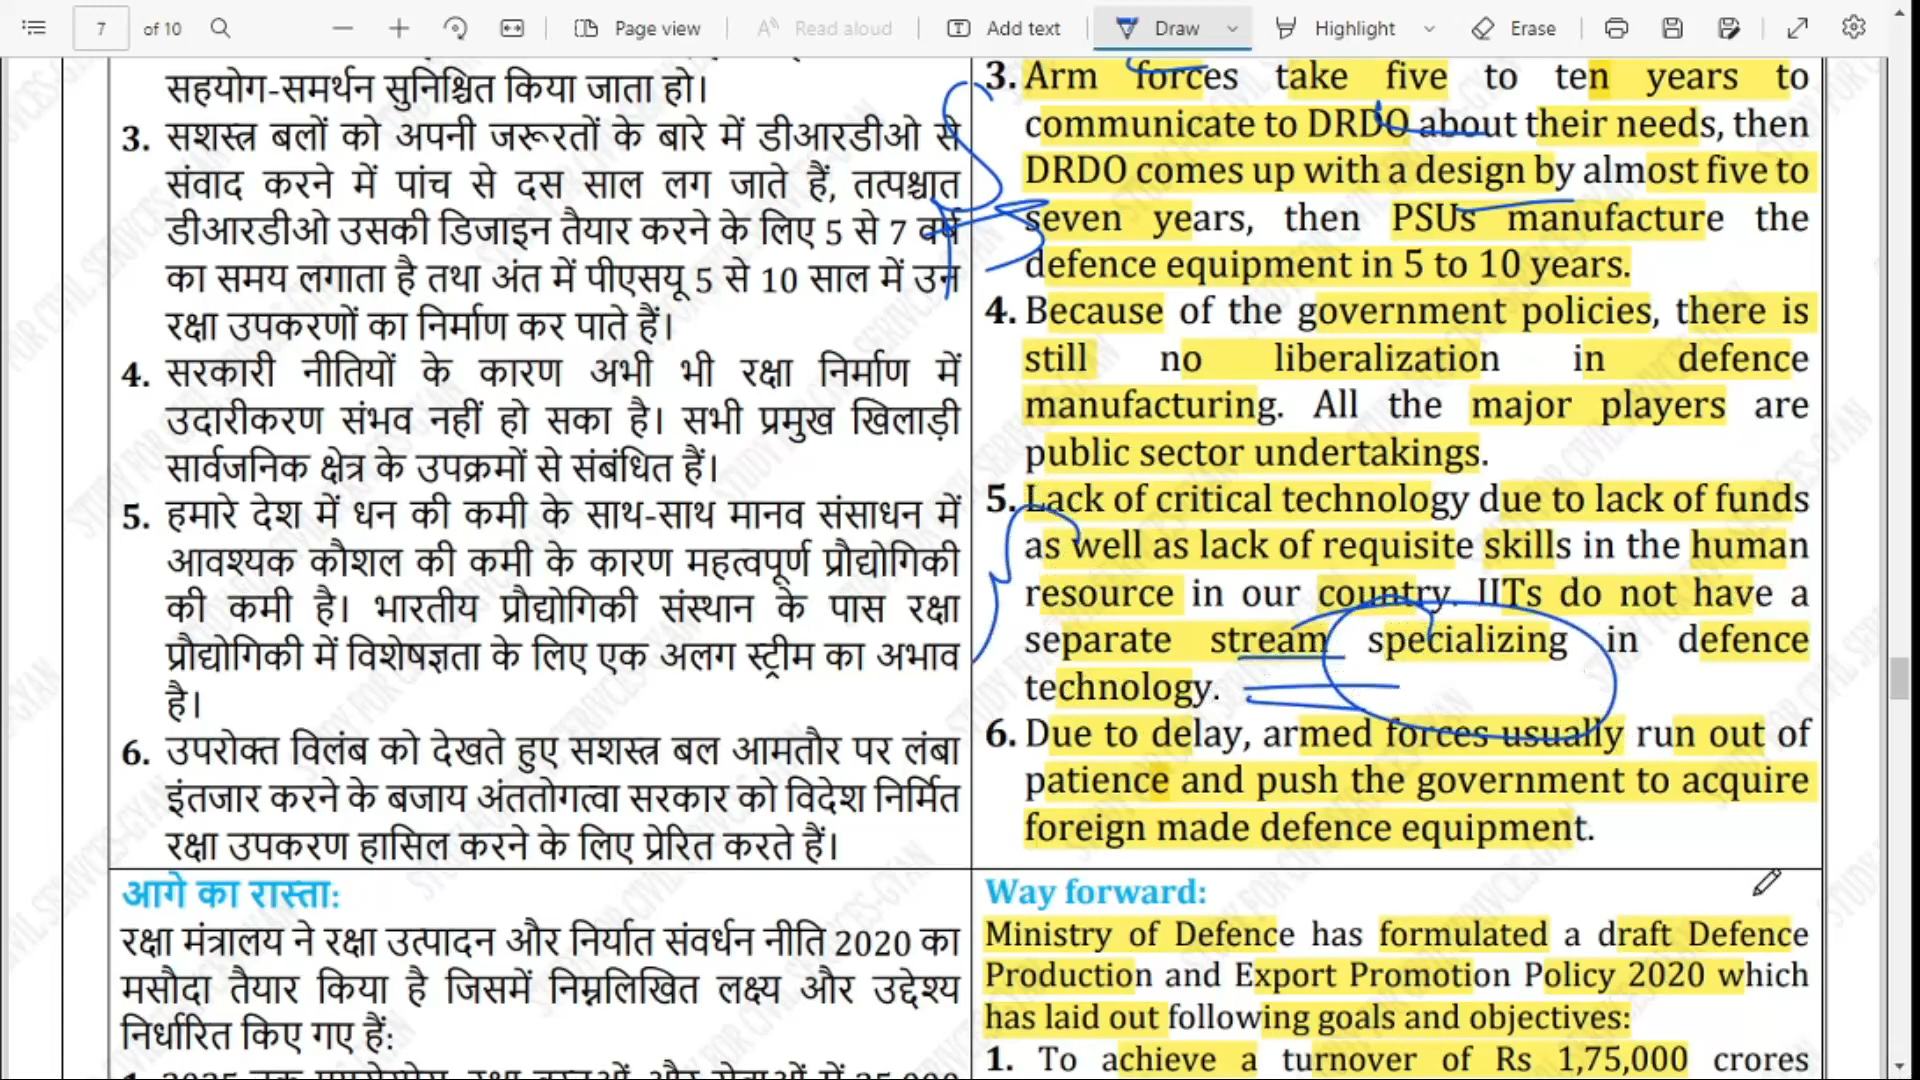 7 of 10 Page view Read aloud Add text Draw Highlight Erase
सहयोग-समर्थन सुनिश्चित किया जाता हो।
3. सशस्त्र बलों को अपनी जरूरतों के बारे में डीआरडीओ से
संवाद करने में पांच से दस साल लग जाते हैं, तत्पश्चात
डीआरडीओ उसकी डिजाइन तैयार करने के लिए 5 से 7 वर्ष
का समय लगाता है तथा अंत में पीएसयू 5 से 10 साल में उन
रक्षा उपकरणों का निर्माण कर पाते हैं।
4. सरकारी नीतियों के कारण अभी भी रक्षा निर्माण में
उदारीकरण संभव नहीं हो सका है। सभी प्रमुख खिलाड़ी
सार्वजनिक क्षेत्र के उपक्रमों से संबंधित हैं।
5. हमारे देश में धन की कमी के साथ-साथ मानव संसाधन में
आवश्यक कौशल की कमी के कारण महत्वपूर्ण प्रौद्योगिकी
की कमी है। भारतीय प्रौद्योगिकी संस्थान के पास रक्षा
प्रौद्योगिकी में विशेषज्ञता के लिए एक अलग स्ट्रीम का अभाव
है।
6. उपरोक्त विलंब को देखते हुए सशस्त्र बल आमतौर पर लंबा
इंतजार करने के बजाय अंततोगत्वा सरकार को विदेश निर्मित
रक्षा उपकरण हासिल करने के लिए प्रेरित करते हैं।
आगे का रास्ता:
रक्षा मंत्रालय ने रक्षा उत्पादन और निर्यात संवर्धन नीति 2020 का
मसौदा तैयार किया है जिसमें निम्नलिखित लक्ष्य और उद्देश्य
निर्धारित किए गए हैं:
3. Arm forces take five to ten years to
communicate to DRDO about their needs, then
DRDO comes up with a design by almost five to
seven years, then PSUs manufacture the
defence equipment in 5 to 10 years.
4. Because of the government policies, there is
still no liberalization in defence
manufacturing. All the major players are
public sector undertakings.
5. Lack of critical technology due to lack of funds
as well as lack of requisite skills in the human
resource in our country. IITs do not have a
separate stream specializing in defence
technology.
6. Due to delay, armed forces usually run out of
patience and push the government to acquire
foreign made defence equipment.
Way forward:
Ministry of Defence has formulated a draft Defence
Production and Export Promotion Policy 2020 which
has laid out following goals and objectives:
1. To achieve a turnover of Rs 1,75,000 crores